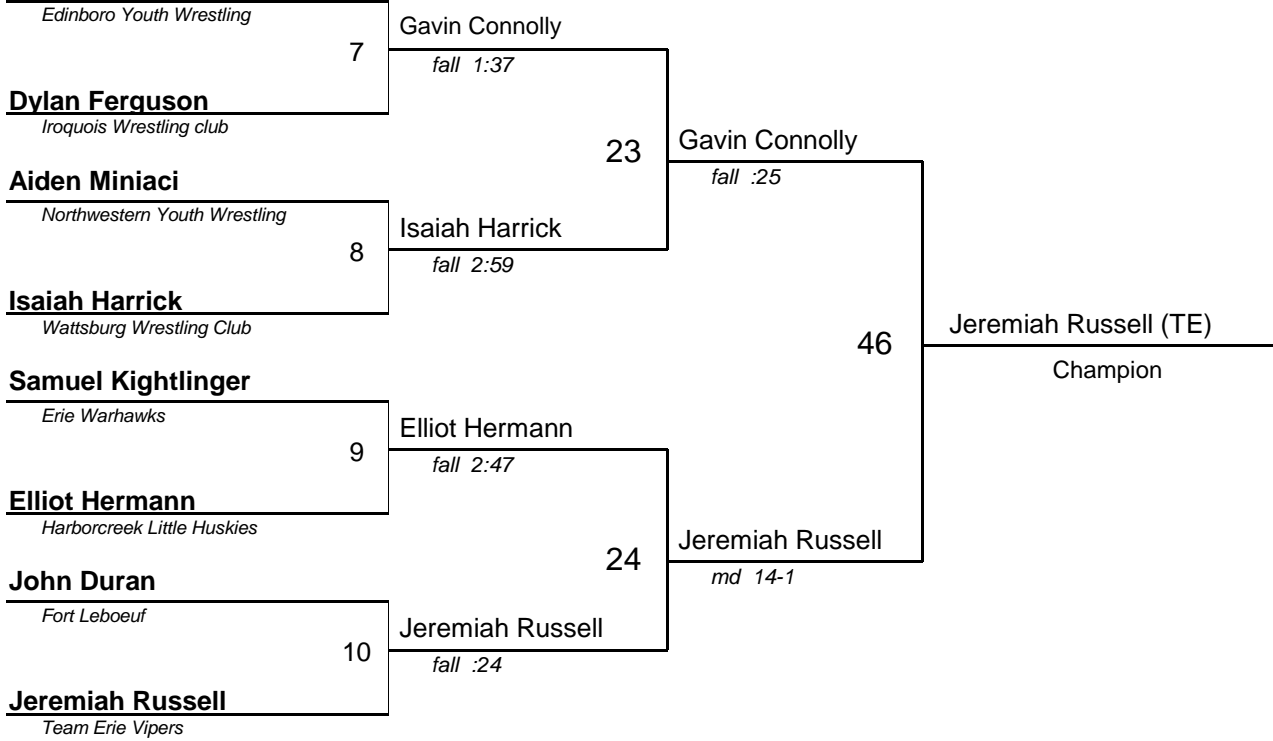 Edinboro Youth Wrestling
Gavin Connolly
7
fall :37
Dylan Ferguson
Iroquois Wrestling club
23
Gavin Connolly
fall :25
Aiden Miniaci
Northwestern Youth Wrestling
Isaiah Harrick
8
fall 2:59
Isaiah Harrick
Wattsburg Wrestling Club
Jeremiah Russell (TE)
46
Champion
Samuel Kightlinger
Erie Warhawks
Elliot Hermann
9
fall 2:47
Elliot Hermann
Harborcreek Little Huskies
24
Jeremiah Russell
md 14-1
John Duran
Fort Leboeuf
Jeremiah Russell
10
fall :24
Jeremiah Russell
Team Erie Vipers